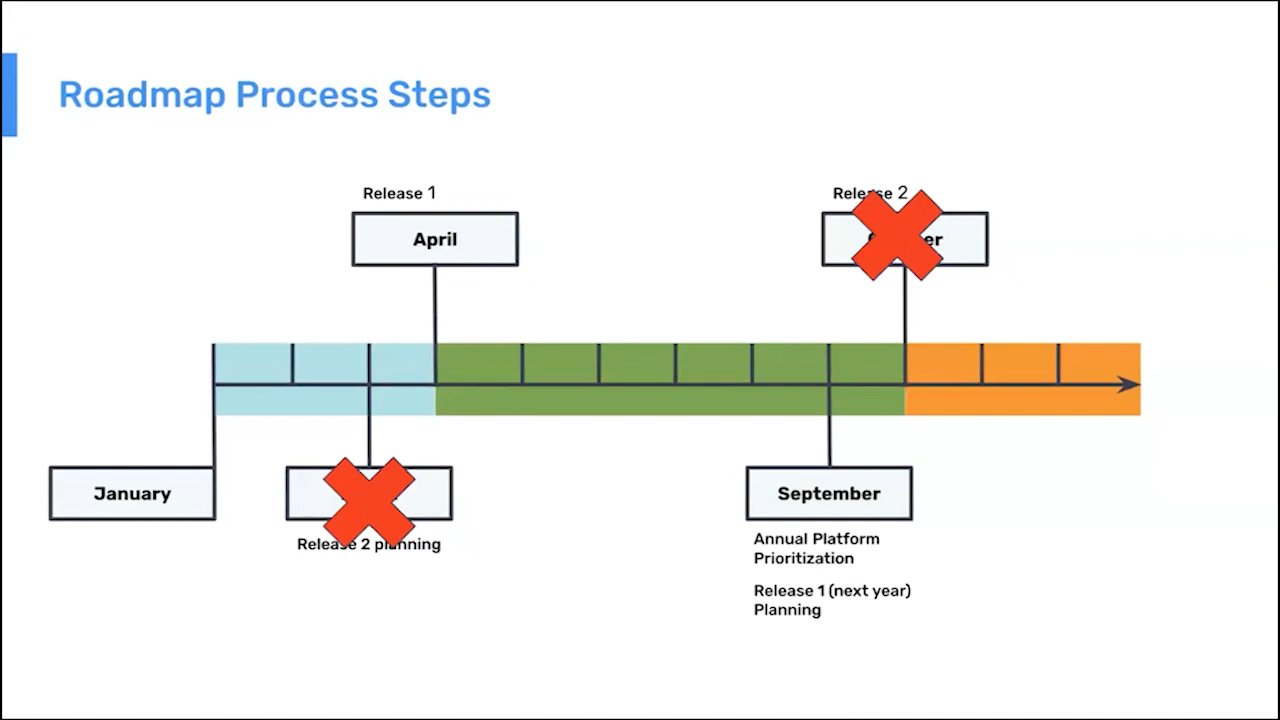 Roadmap Process Steps
Release 1
Release 2
April
January
September
Release 2 planning
Annual Platform
Prioritization
Release 1 (next year)
Planning